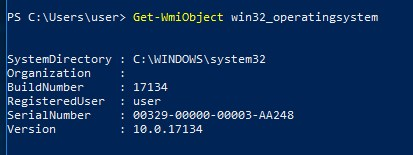 PS C:\Users\user> Get-WmiObject win32_operatingsystem
SystemDirectory : C:\WINDOWS\system32
Organization    :
BuildNumber     : 17134
RegisteredUser  : user
SerialNumber    : 00329-00000-00003-AA248
Version         : 10.0.17134